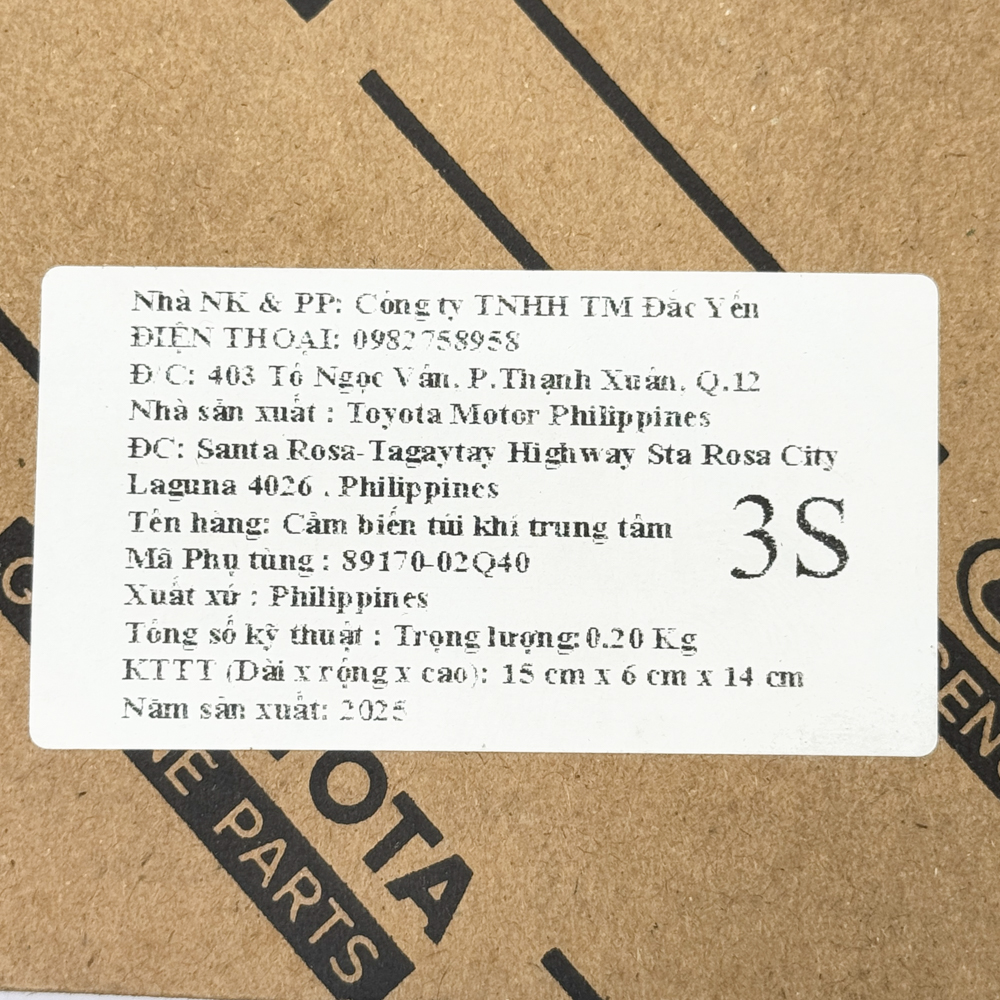 Nhà NK & PP: Công ty TNHH TM Đắc Yến
ĐIỆN THOẠI: 0982758958
Đ/C: 403 Tô Ngọc Vân, P.Thạnh Xuân, Q.12
Nhà sản xuất : Toyota Motor Philippines
ĐC: Santa Rosa-Tagaytay Highway Sta Rosa City
Laguna 4026 , Philippines
Tên hàng: Cảm biến túi khí trung tâm
3S
Mã Phụ tùng : 89170-02Q40
Xuất xứ : Philippines
Tổng số kỹ thuật : Trọng lượng:0.20 Kg
KTTT (Dài x rộng x cao): 15 cm x 6 cm x 14 cm
Năm sản xuất: 2025
OTA
NE PARTS
GEN